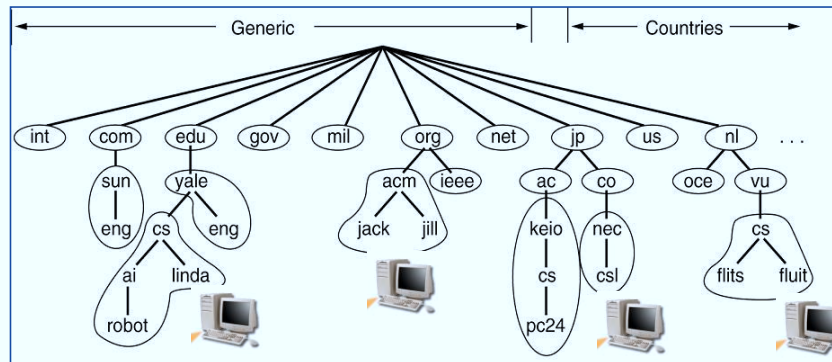 Generic Countries
int com edu gov mil org net jp us nl ...
sun yale acm ieee ac co oce vu
eng cs eng jack jill keio nec cs
ai linda cs csl flits fluit
robot pc24